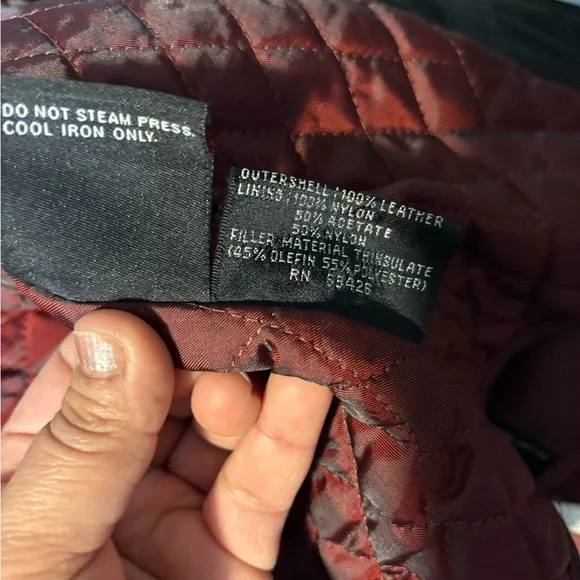 DO NOT STEAM PRESS.
COOL IRON ONLY.
OUTERSHELL:100% LEATHER
LINING:100% NYLON
50% ACETATE
50% NYLON
FILLER MATERIAL THINSULATE
(45% OLEFIN 55% POLYESTER)
RN